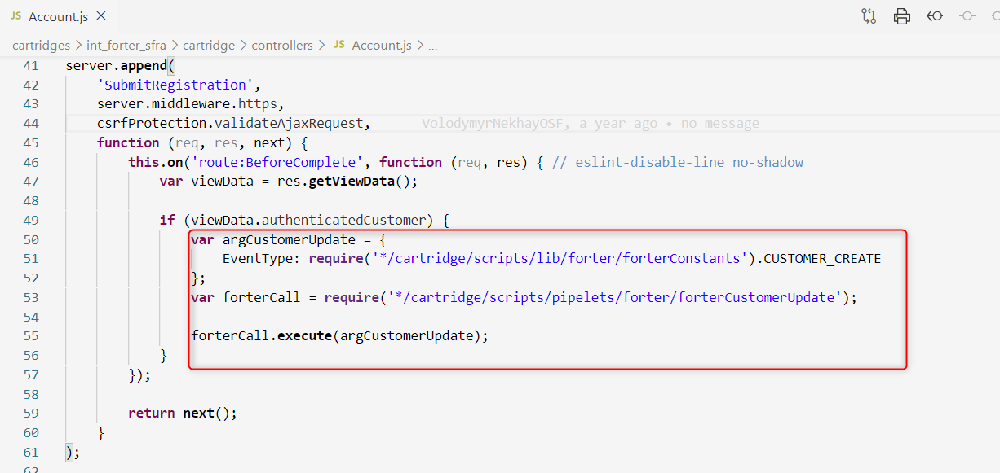 JS Account.js ×
cartridges > int_forter_sfra > cartridge > controllers > JS Account.js > ...
41 server.append(
42 'SubmitRegistration',
43 server.middleware.https,
44 csrfProtection.validateAjaxRequest, VolodymyrNekhayOSF, a year ago • no message
45 function (req, res, next) {
46 this.on('route:BeforeComplete', function (req, res) { // eslint-disable-line no-shadow
47 var viewData = res.getViewData();
48
49 if (viewData.authenticatedCustomer) {
50 var argCustomerUpdate = {
51 EventType: require('*/cartridge/scripts/lib/forter/forterConstants').CUSTOMER_CREATE
52 };
53 var forterCall = require('*/cartridge/scripts/pipelets/forter/forterCustomerUpdate');
54
55 forterCall.execute(argCustomerUpdate);
56 }
57 });
58
59 return next();
60 }
61 );
62